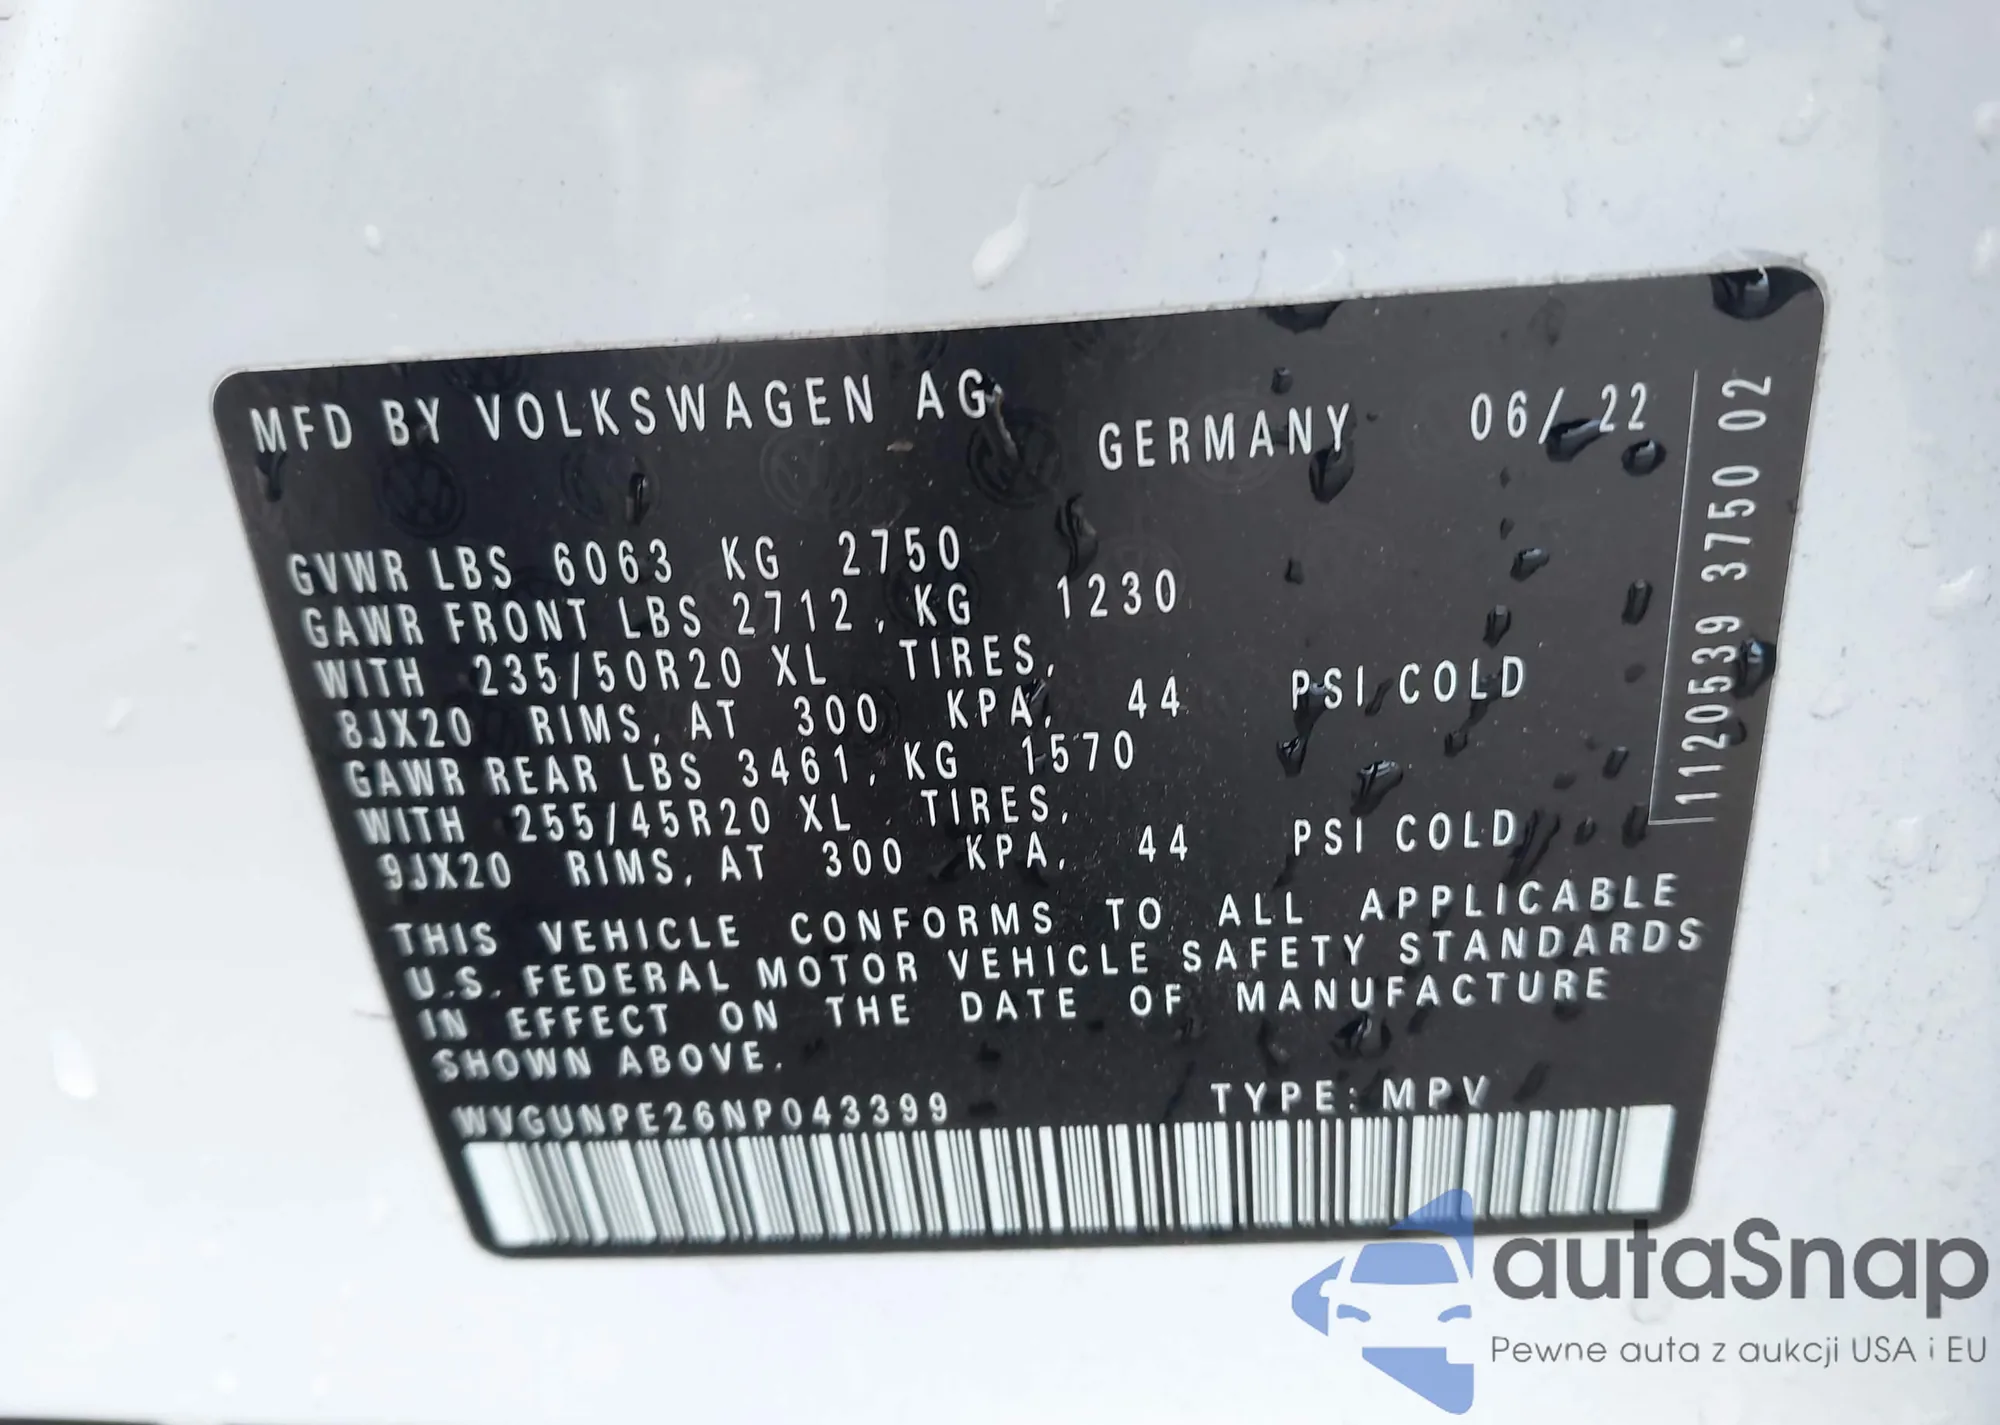 MFD BY VOLKSWAGEN AG
GERMANY 06/ 22
GVWR LBS 6063 KG 2750
GAWR FRONT LBS 2712, KG 1230
WITH 235/50R20 XL TIRES,
8JX20 RIMS, AT 300 KPA, 44 PSI COLD
GAWR REAR LBS 3461, KG 1570
WITH 255/45R20 XL TIRES,
9JX20 RIMS, AT 300 KPA, 44 PSI COLD
THIS VEHICLE CONFORMS TO ALL APPLICABLE
U.S. FEDERAL MOTOR VEHICLE SAFETY STANDARDS
IN EFFECT ON THE DATE OF MANUFACTURE
SHOWN ABOVE.
WVGUNPE26NP043399 TYPE: MPV
1120539 3750 02
autaSnap
Pewne auta z aukcji USA i EU